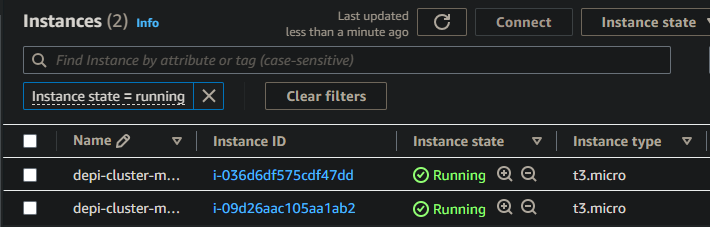 Instances (2) Info
Last updated
less than a minute ago
Connect
Instance state
Find Instance by attribute or tag (case-sensitive)
Instance state = running
Clear filters
Name Instance ID Instance state Instance type
depi-cluster-m... i-036d6df575cdf47dd Running t3.micro
depi-cluster-m... i-09d26aac105aa1ab2 Running t3.micro